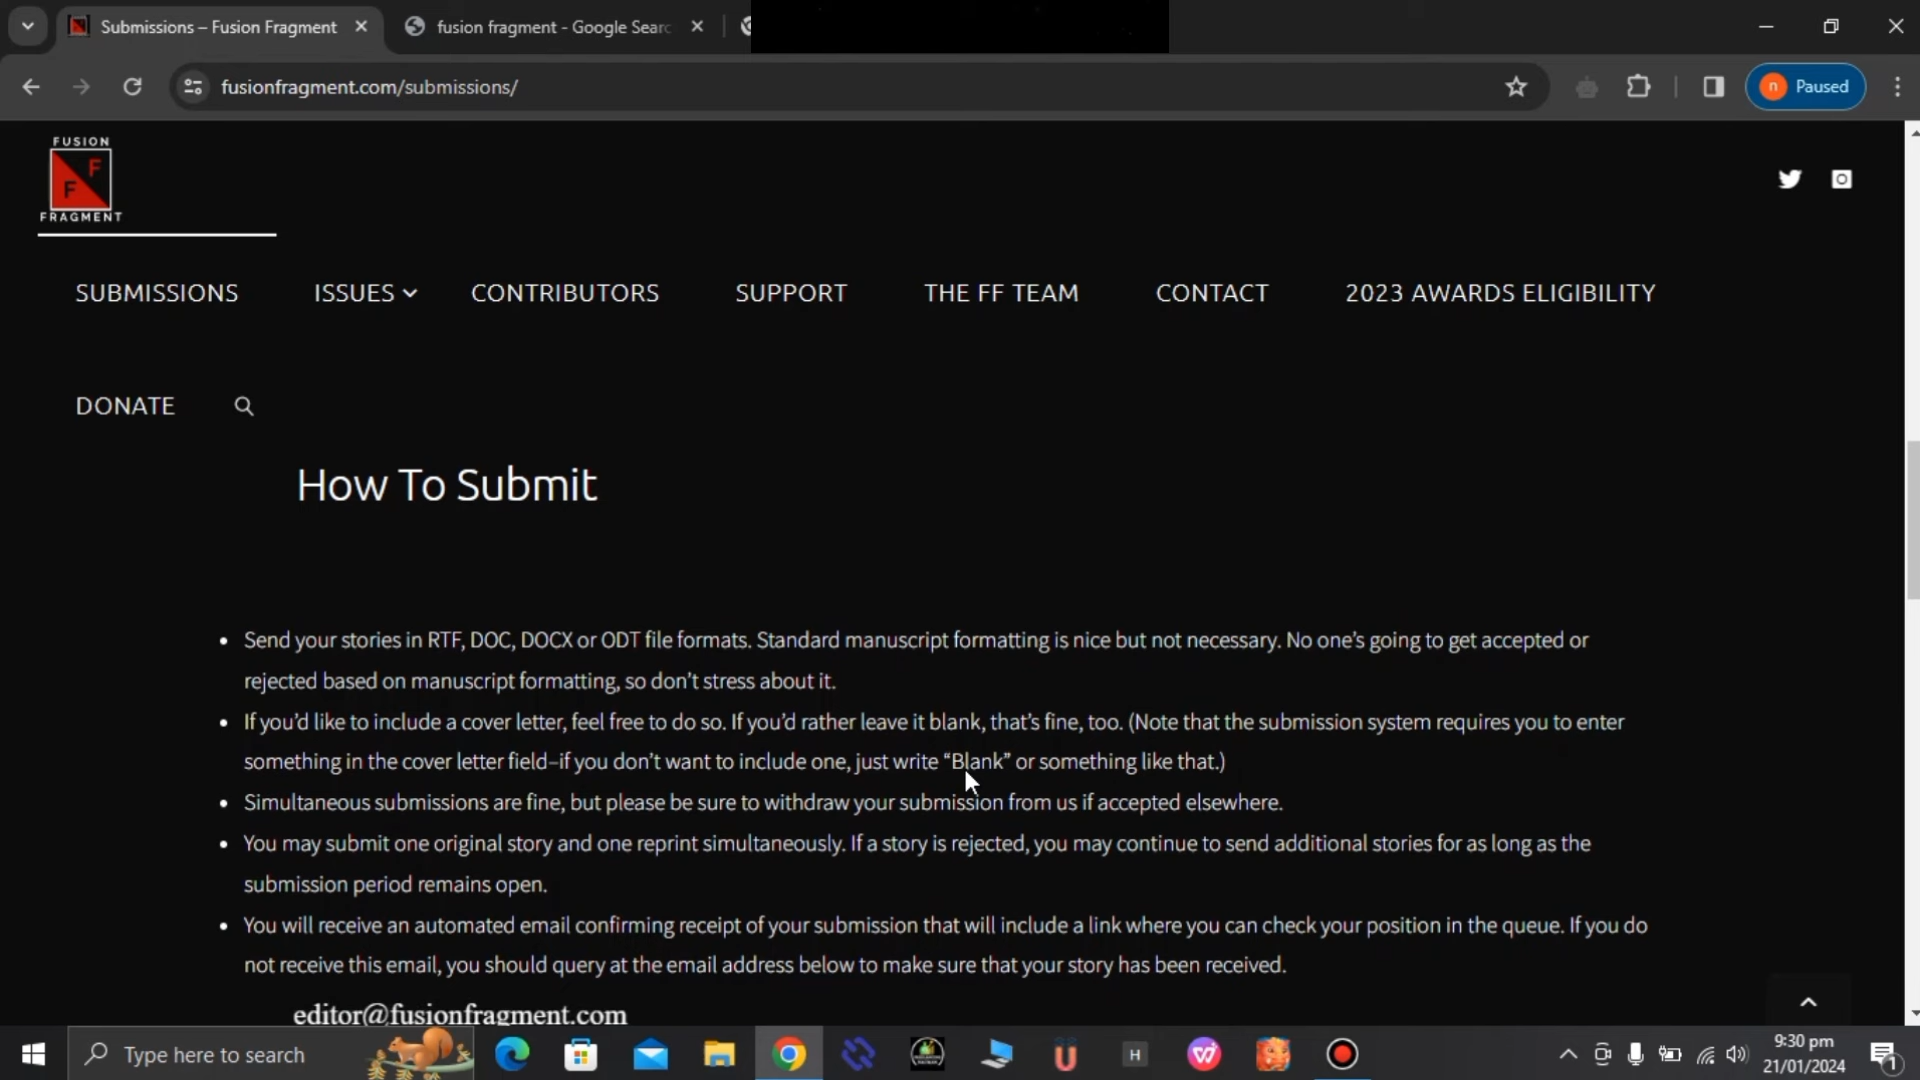 Submissions – Fusion Fragment
fusion fragment - Google Searc
fusionfragment.com/submissions/
n Paused
FUSION
F
F
FRAGMENT
SUBMISSIONS ISSUES CONTRIBUTORS SUPPORT THE FF TEAM CONTACT 2023 AWARDS ELIGIBILITY
DONATE
How To Submit
• Send your stories in RTF, DOC, DOCX or ODT file formats. Standard manuscript formatting is nice but not necessary. No one’s going to get accepted or
rejected based on manuscript formatting, so don’t stress about it.
• If you’d like to include a cover letter, feel free to do so. If you’d rather leave it blank, that’s fine, too. (Note that the submission system requires you to enter
something in the cover letter field–if you don’t want to include one, just write “Blank” or something like that.)
• Simultaneous submissions are fine, but please be sure to withdraw your submission from us if accepted elsewhere.
• You may submit one original story and one reprint simultaneously. If a story is rejected, you may continue to send additional stories for as long as the
submission period remains open.
• You will receive an automated email confirming receipt of your submission that will include a link where you can check your position in the queue. If you do
not receive this email, you should query at the email address below to make sure that your story has been received.
editor@fusionfragment.com
Type here to search
H
9:30 pm
21/01/2024
1